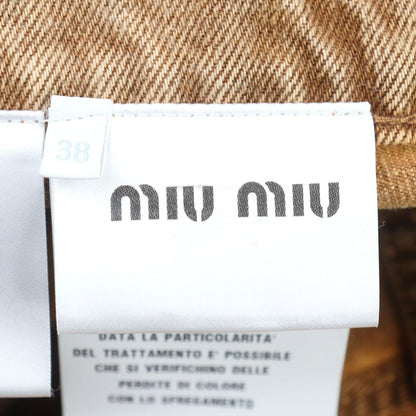 38
miu miu
DATA LA PARTICOLARITA'
DEL TRATTAMENTO E' POSSIBILE
CHE SI VERIFICHINO DELLE
PERDITE DI COLORE
CON LO SFREGAMENTO